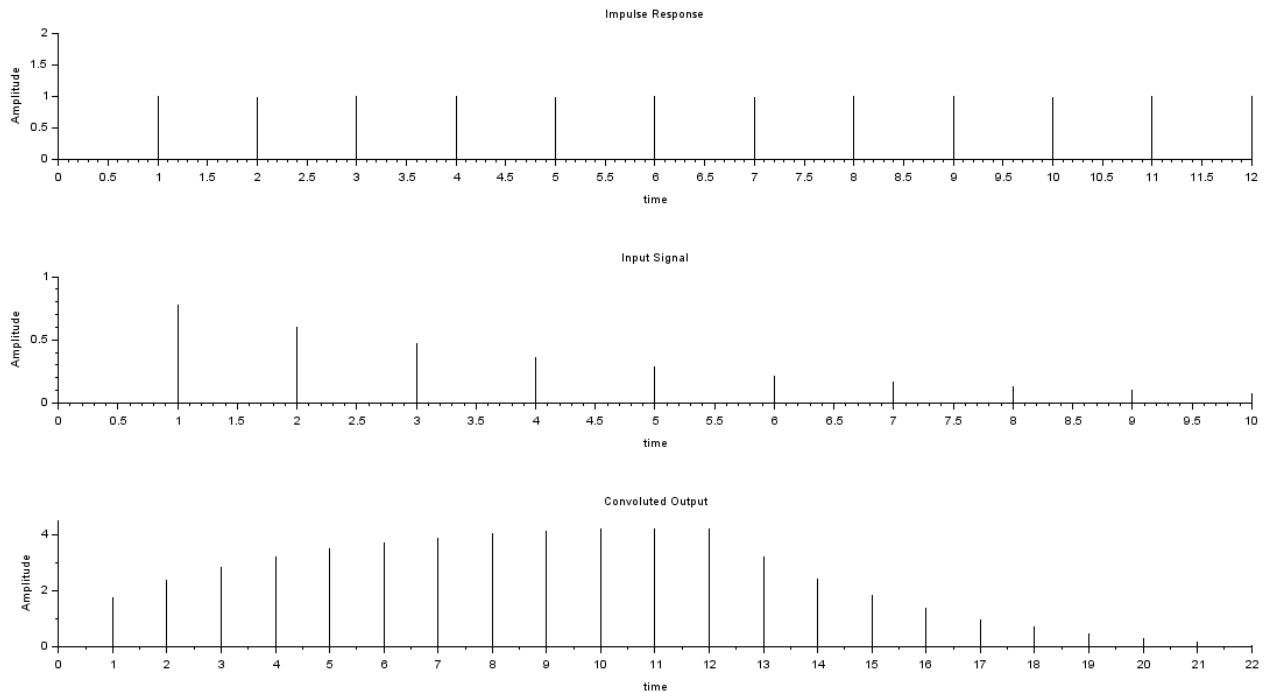 Impulse Response
Amplitude
2
1.5
1
0.5
0
0 0.5 1 1.5 2 2.5 3 3.5 4 4.5 5 5.5 6 6.5 7 7.5 8 8.5 9 9.5 10 10.5 11 11.5 12
time
Input Signal
Amplitude
1
0.5
0
0 0.5 1 1.5 2 2.5 3 3.5 4 4.5 5 5.5 6 6.5 7 7.5 8 8.5 9 9.5 10
time
Convoluted Output
Amplitude
4
2
0
0 1 2 3 4 5 6 7 8 9 10 11 12 13 14 15 16 17 18 19 20 21 22
time